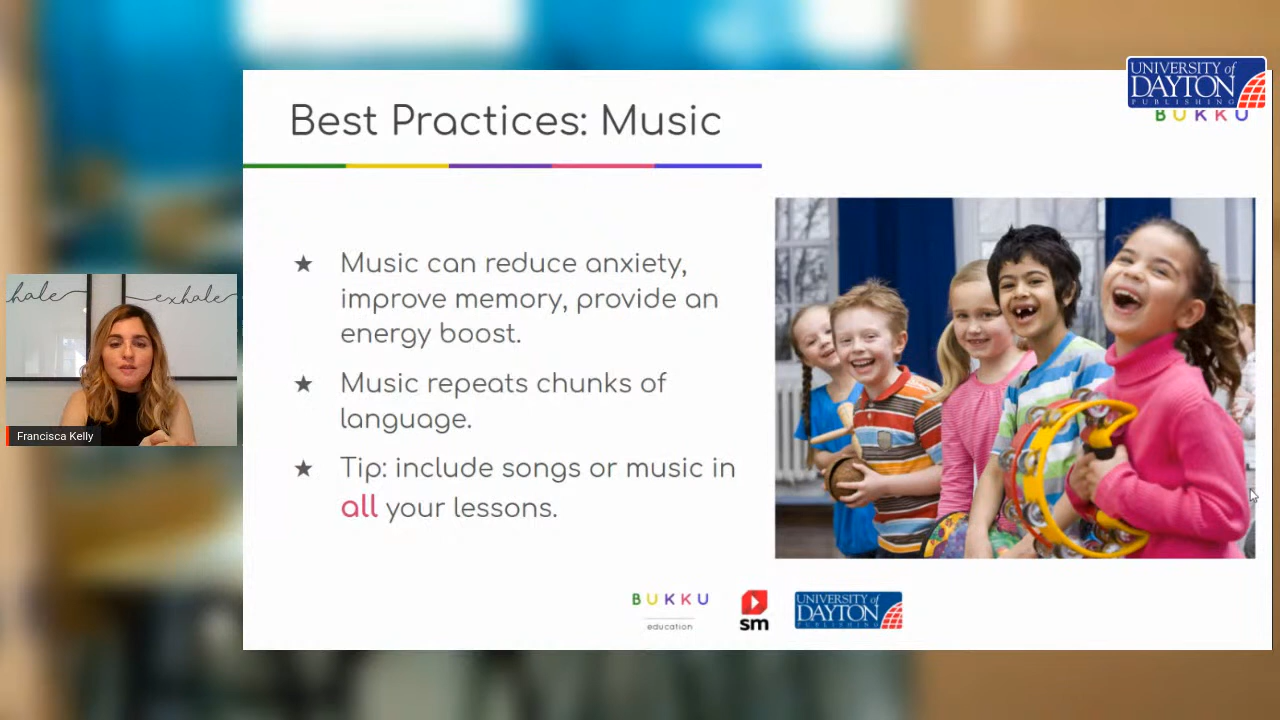 UNIVERSITY of
DAYTON
PUBLISHING
BUKKU
Best Practices: Music
★ Music can reduce anxiety,
improve memory, provide an
energy boost.
★ Music repeats chunks of
language.
★ Tip: include songs or music in
all your lessons.
hale
exhale
Francisca Kelly
BUKKU
education
sm
UNIVERSITY of
DAYTON
PUBLISHING